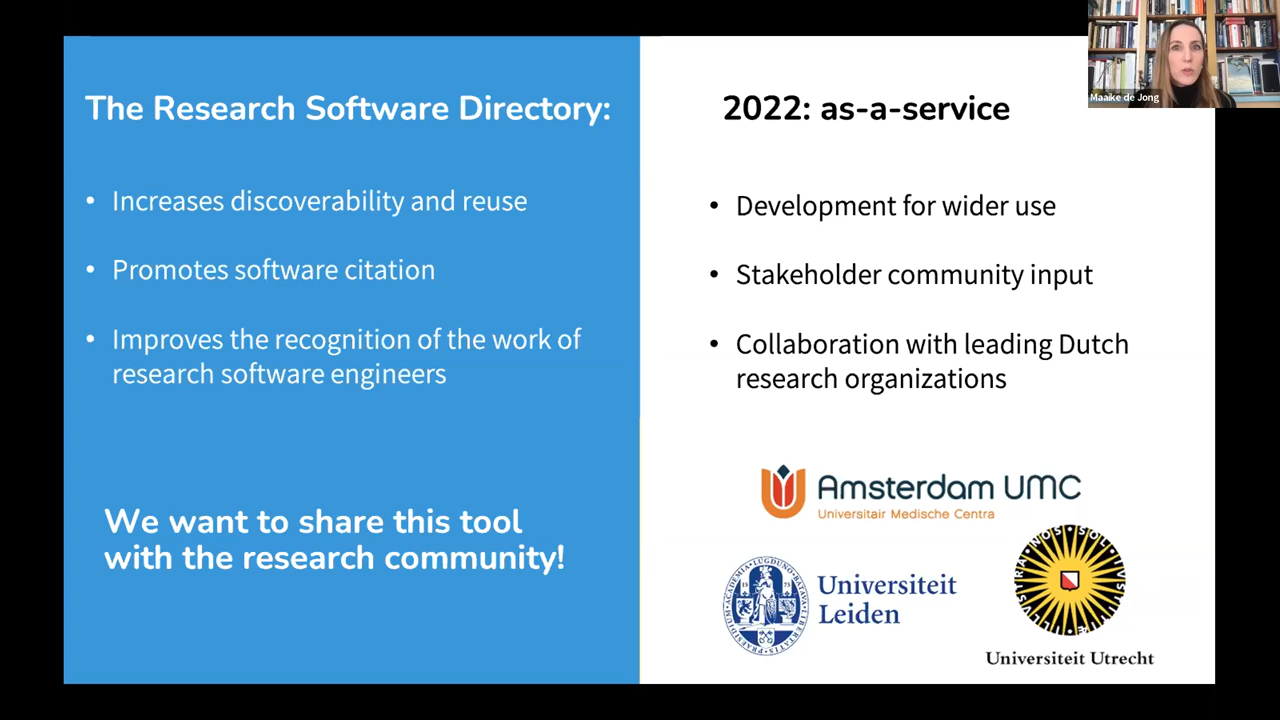 The Research Software Directory:
• Increases discoverability and reuse
• Promotes software citation
• Improves the recognition of the work of
research software engineers
We want to share this tool
with the research community!
2022: as-a-service
• Development for wider use
• Stakeholder community input
• Collaboration with leading Dutch
research organizations
Amsterdam UMC
Universitair Medische Centra
Universiteit
Leiden
Universiteit Utrecht
Maaike de Jong